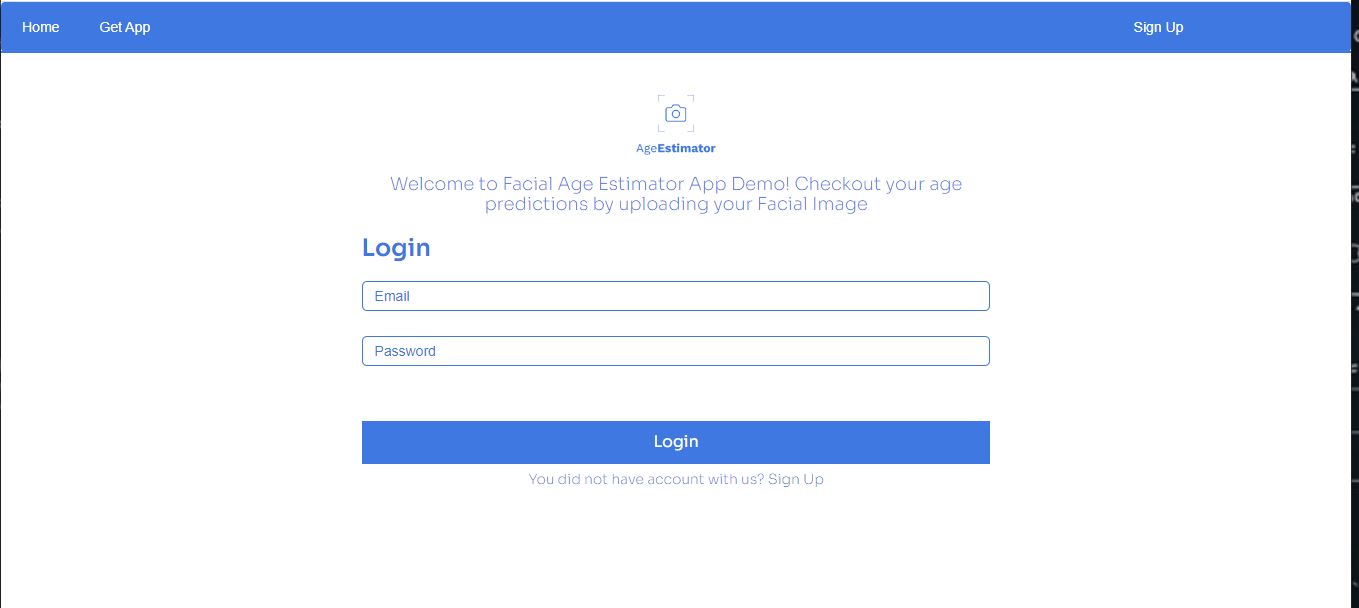 Home
Get App
Sign Up
AgeEstimator
Welcome to Facial Age Estimator App Demo! Checkout your age
predictions by uploading your Facial Image
Login
Email
Password
Login
You did not have account with us? Sign Up